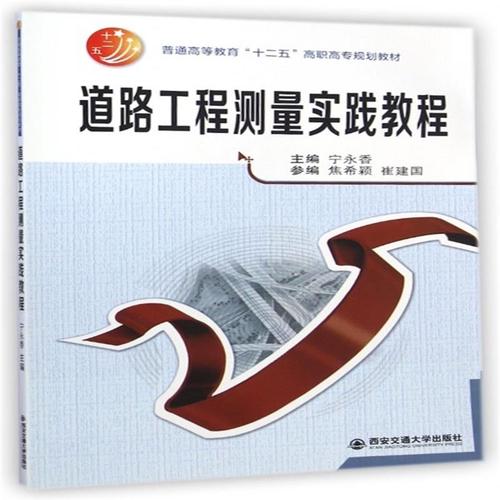 十二五
普通高等教育“十二五”高职高专规划教材
道路工程测量实践教程
主编 宁永香
参编 焦希颖 崔建国
道路工程测量实践教程
宁永香 主编
西安交通大学出版社